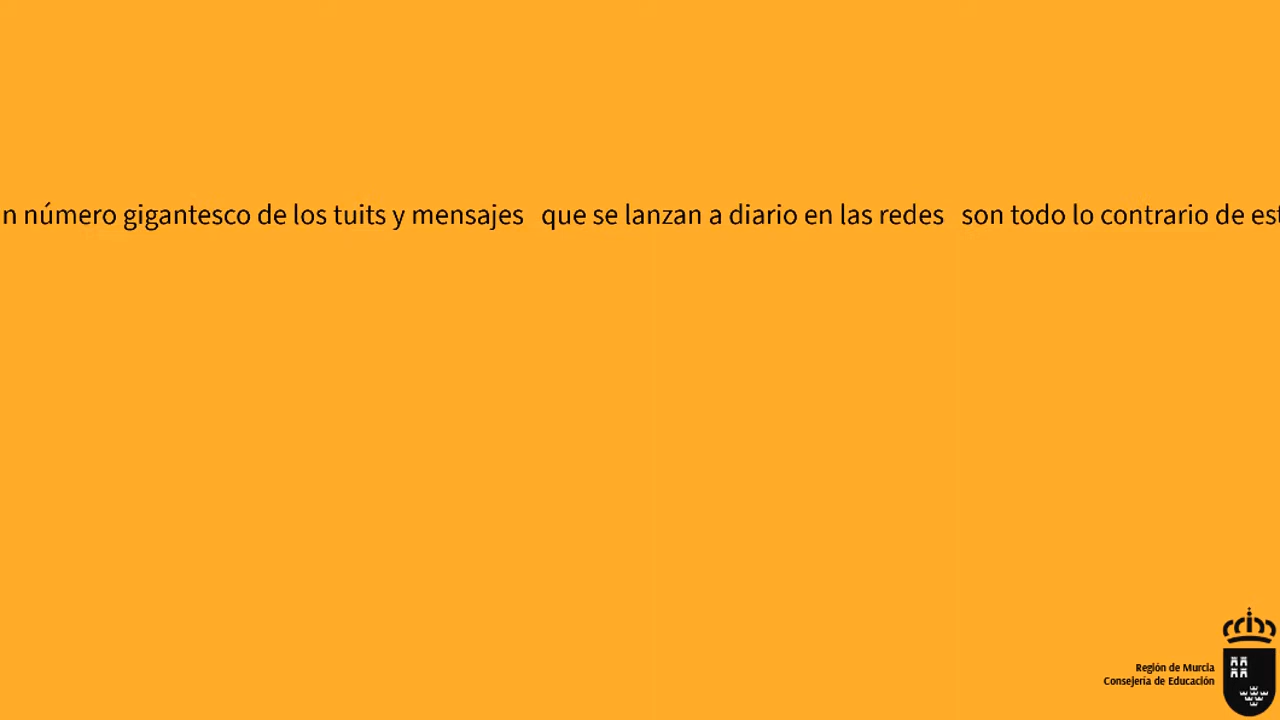 n número gigantesco de los tuits y mensajes que se lanzan a diario en las redes son todo lo contrario de est
Región de Murcia
Consejería de Educación